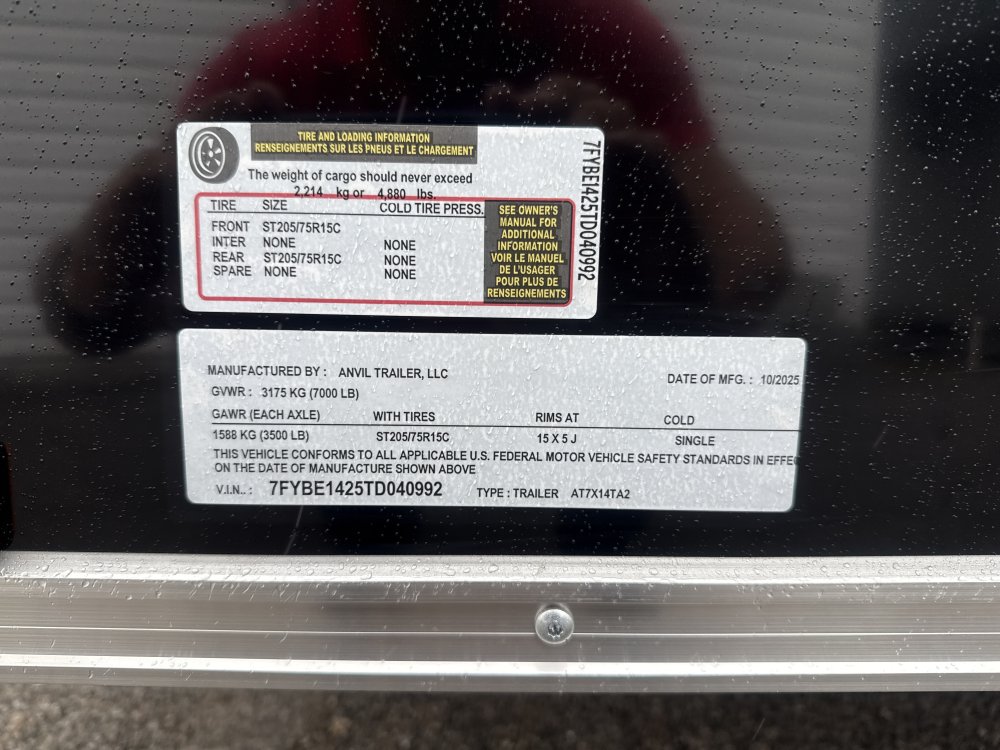 TIRE AND LOADING INFORMATION
RENSEIGNEMENTS SUR LES PNEUS ET LE CHARGEMENT
The weight of cargo should never exceed
2,214 kg or 4,880 lbs.
TIRE SIZE COLD TIRE PRESS.
FRONT ST205/75R15C
INTER NONE NONE
REAR ST205/75R15C NONE
SPARE NONE NONE
SEE OWNER'S
MANUAL FOR
ADDITIONAL
INFORMATION
VOIR LE MANUEL
DE L'USAGER
POUR PLUS DE
RENSEIGNEMENTS
7FYBE1425TD040992
MANUFACTURED BY : ANVIL TRAILER, LLC
DATE OF MFG. : 10/2025
GVWR : 3175 KG (7000 LB)
GAWR (EACH AXLE) WITH TIRES RIMS AT COLD
1588 KG (3500 LB) ST205/75R15C 15 X 5 J SINGLE
THIS VEHICLE CONFORMS TO ALL APPLICABLE U.S. FEDERAL MOTOR VEHICLE SAFETY STANDARDS IN EFFEC
ON THE DATE OF MANUFACTURE SHOWN ABOVE
V.I.N.. : 7FYBE1425TD040992 TYPE : TRAILER AT7X14TA2